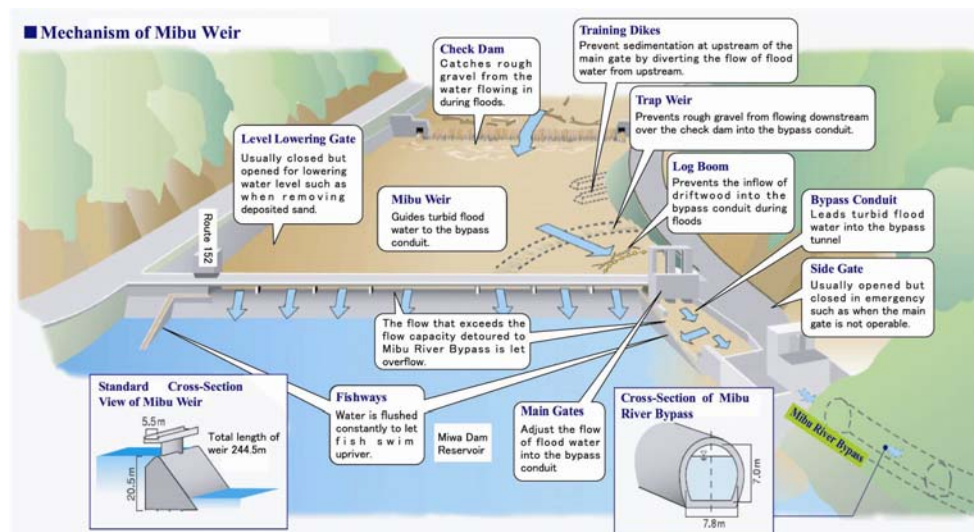 ■ Mechanism of Mibu Weir
Check Dam
Catches rough
gravel from the
water flowing in
during floods.
Training Dikes
Prevent sedimentation at upstream of the
main gate by diverting the flow of flood
water from upstream.
Trap Weir
Prevents rough gravel from flowing downstream
over the check dam into the bypass conduit.
Level Lowering Gate
Usually closed but
opened for lowering
water level such as
when removing
deposited sand.
Log Boom
Prevents the inflow of
driftwood into the
bypass conduit during
floods
Mibu Weir
Guides turbid flood
water to the bypass
conduit.
Bypass Conduit
Leads turbid flood
water into the bypass
tunnel
Route 152
Side Gate
Usually opened but
closed in emergency
such as when the main
gate is not operable.
The flow that exceeds the
flow capacity detoured to
Mibu River Bypass is let
overflow.
Standard Cross-Section
View of Mibu Weir
5.5m
Total length of
weir 244.5m
20.5m
Fishways
Water is flushed
constantly to let
fish swim
upriver.
Miwa Dam
Reservoir
Main Gates
Adjust the flow
of flood water
into the bypass
conduit
Cross-Section of Mibu
River Bypass
7.0m
7.8m
Mibu River Bypass